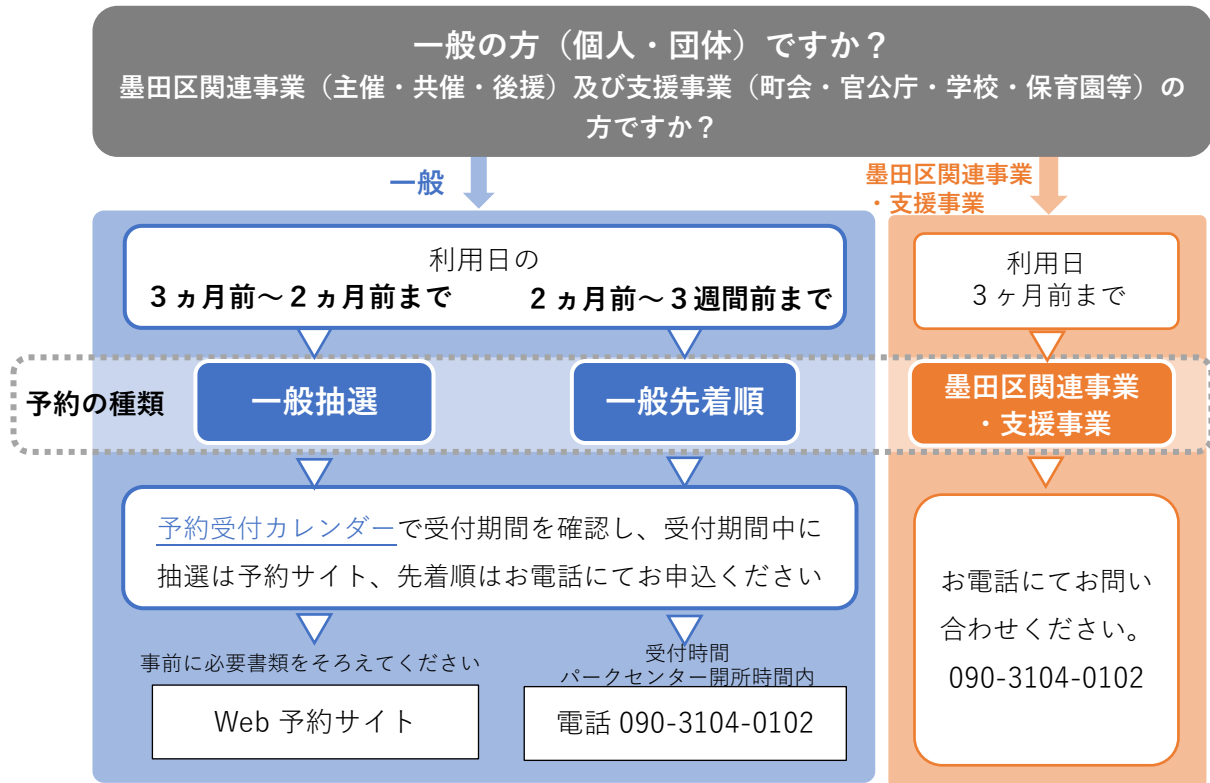 一般の方（個人・団体）ですか？
墨田区関連事業（主催・共催・後援）及び支援事業（町会・官公庁・学校・保育園等）の
方ですか？
一般
墨田区関連事業
・支援事業
利用日の
３ヵ月前～２ヵ月前まで
２ヵ月前～３週間前まで
利用日
３ヶ月前まで
予約の種類
一般抽選
一般先着順
墨田区関連事業
・支援事業
予約受付カレンダーで受付期間を確認し、受付期間中に
抽選は予約サイト、先着順はお電話にてお申込ください
お電話にてお問い
合わせください。
090-3104-0102
事前に必要書類をそろえてください
Web 予約サイト
受付時間
パークセンター開所時間内
電話 090-3104-0102